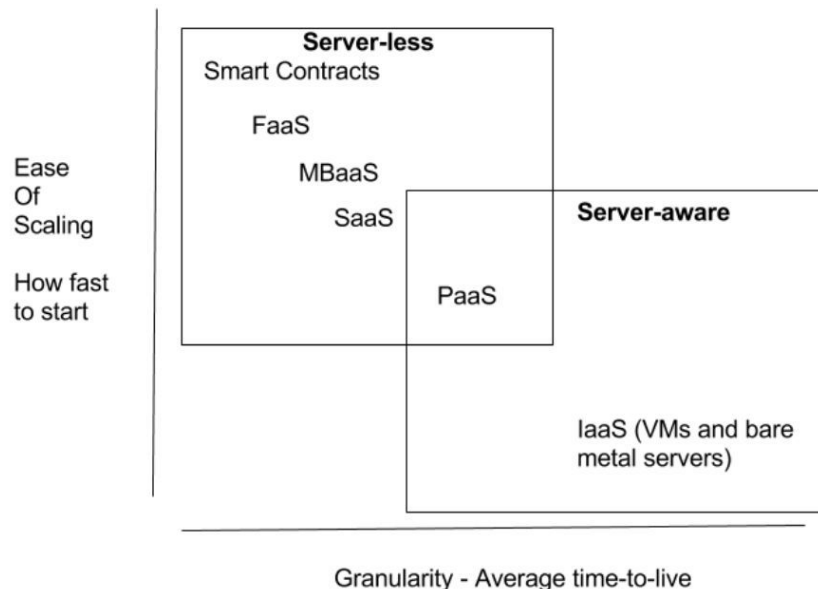 Server-less
Smart Contracts
FaaS
MBaaS
SaaS
Ease
Of
Scaling
How fast
to start
Server-aware
PaaS
IaaS (VMs and bare
metal servers)
Granularity - Average time-to-live